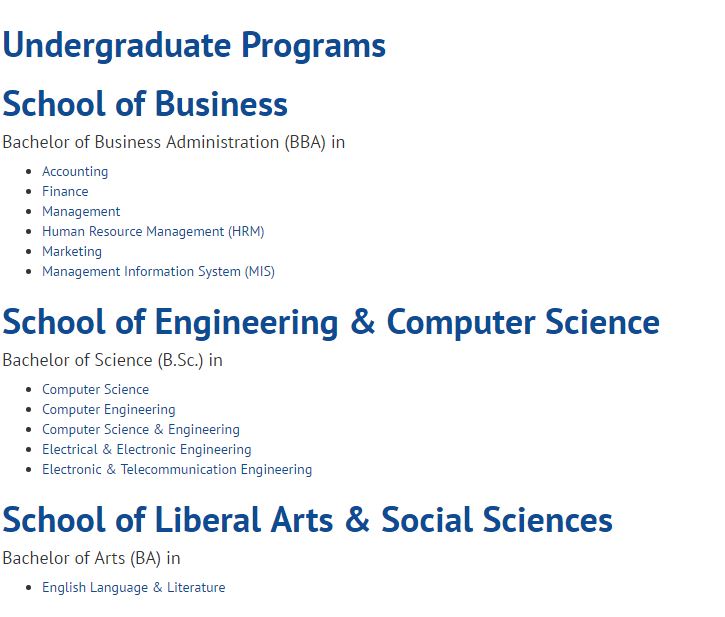 Undergraduate Programs
School of Business
Bachelor of Business Administration (BBA) in
Accounting
Finance
Management
Human Resource Management (HRM)
Marketing
Management Information System (MIS)
School of Engineering & Computer Science
Bachelor of Science (B.Sc.) in
Computer Science
Computer Engineering
Computer Science & Engineering
Electrical & Electronic Engineering
Electronic & Telecommunication Engineering
School of Liberal Arts & Social Sciences
Bachelor of Arts (BA) in
English Language & Literature